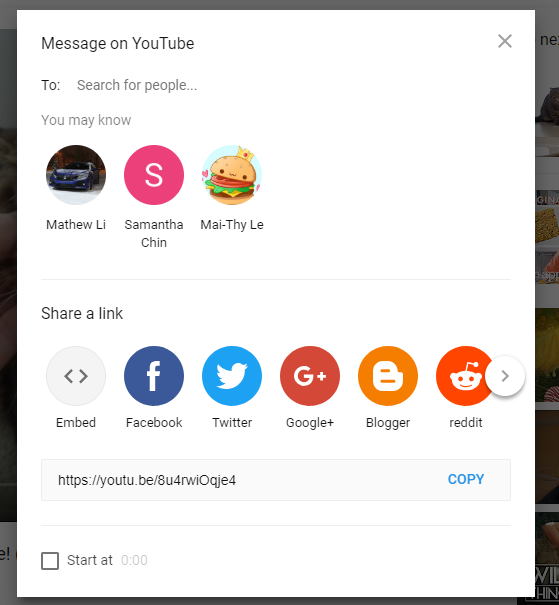 Message on YouTube
To: Search for people...
You may know
S
Mathew Li
Samantha
Chin
Mai-Thy Le
Share a link
Embed
Facebook
Twitter
Google+
Blogger
reddit
https://youtu.be/8u4rwiOqje4 COPY
Start at 0:00